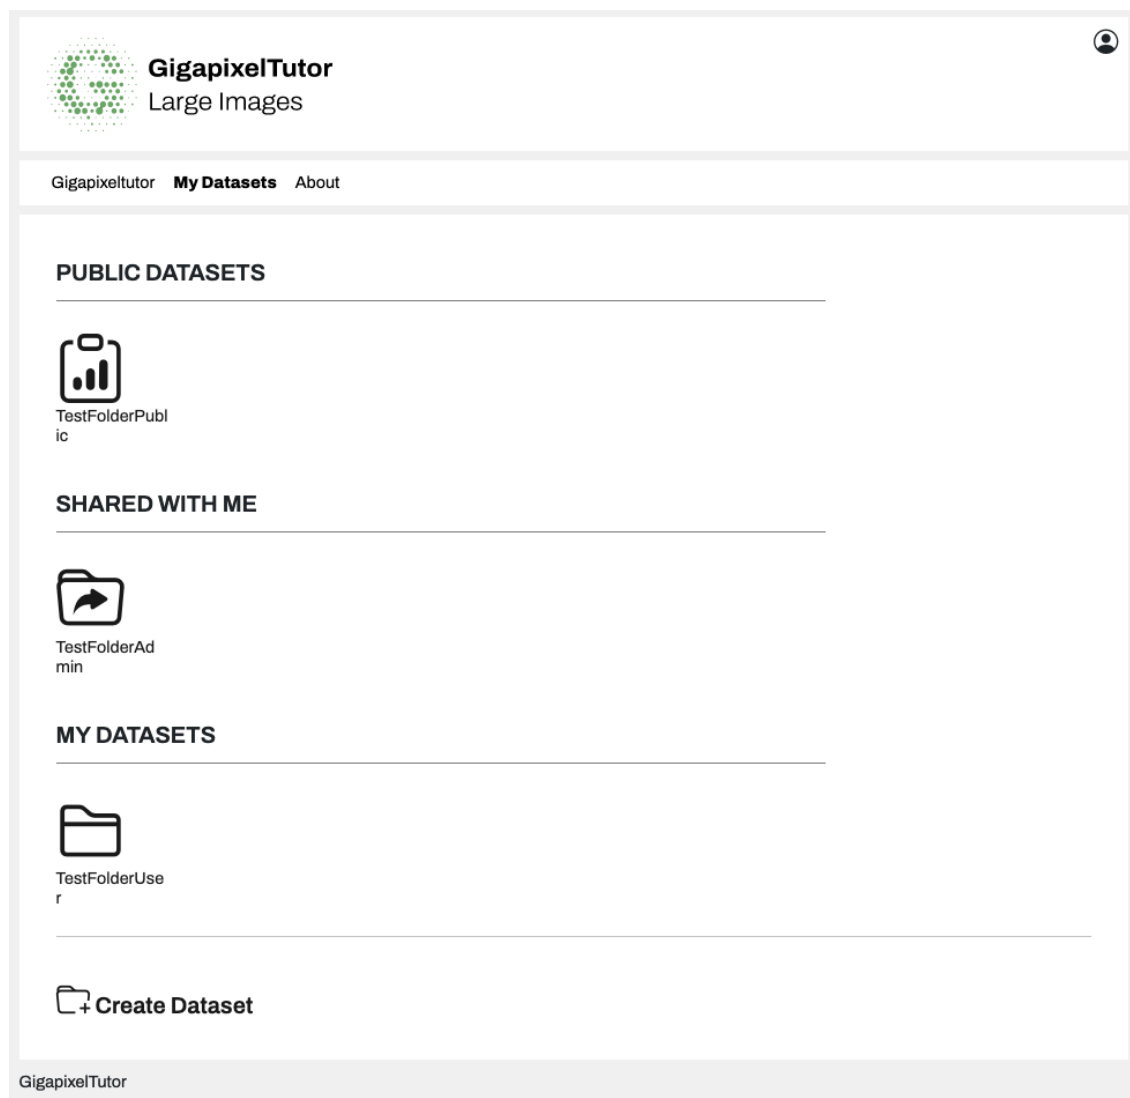 GigapixelTutor
Large Images
Gigapixeltutor My Datasets About
PUBLIC DATASETS
TestFolderPubl
ic
SHARED WITH ME
TestFolderAd
min
MY DATASETS
TestFolderUse
r
Create Dataset
GigapixelTutor